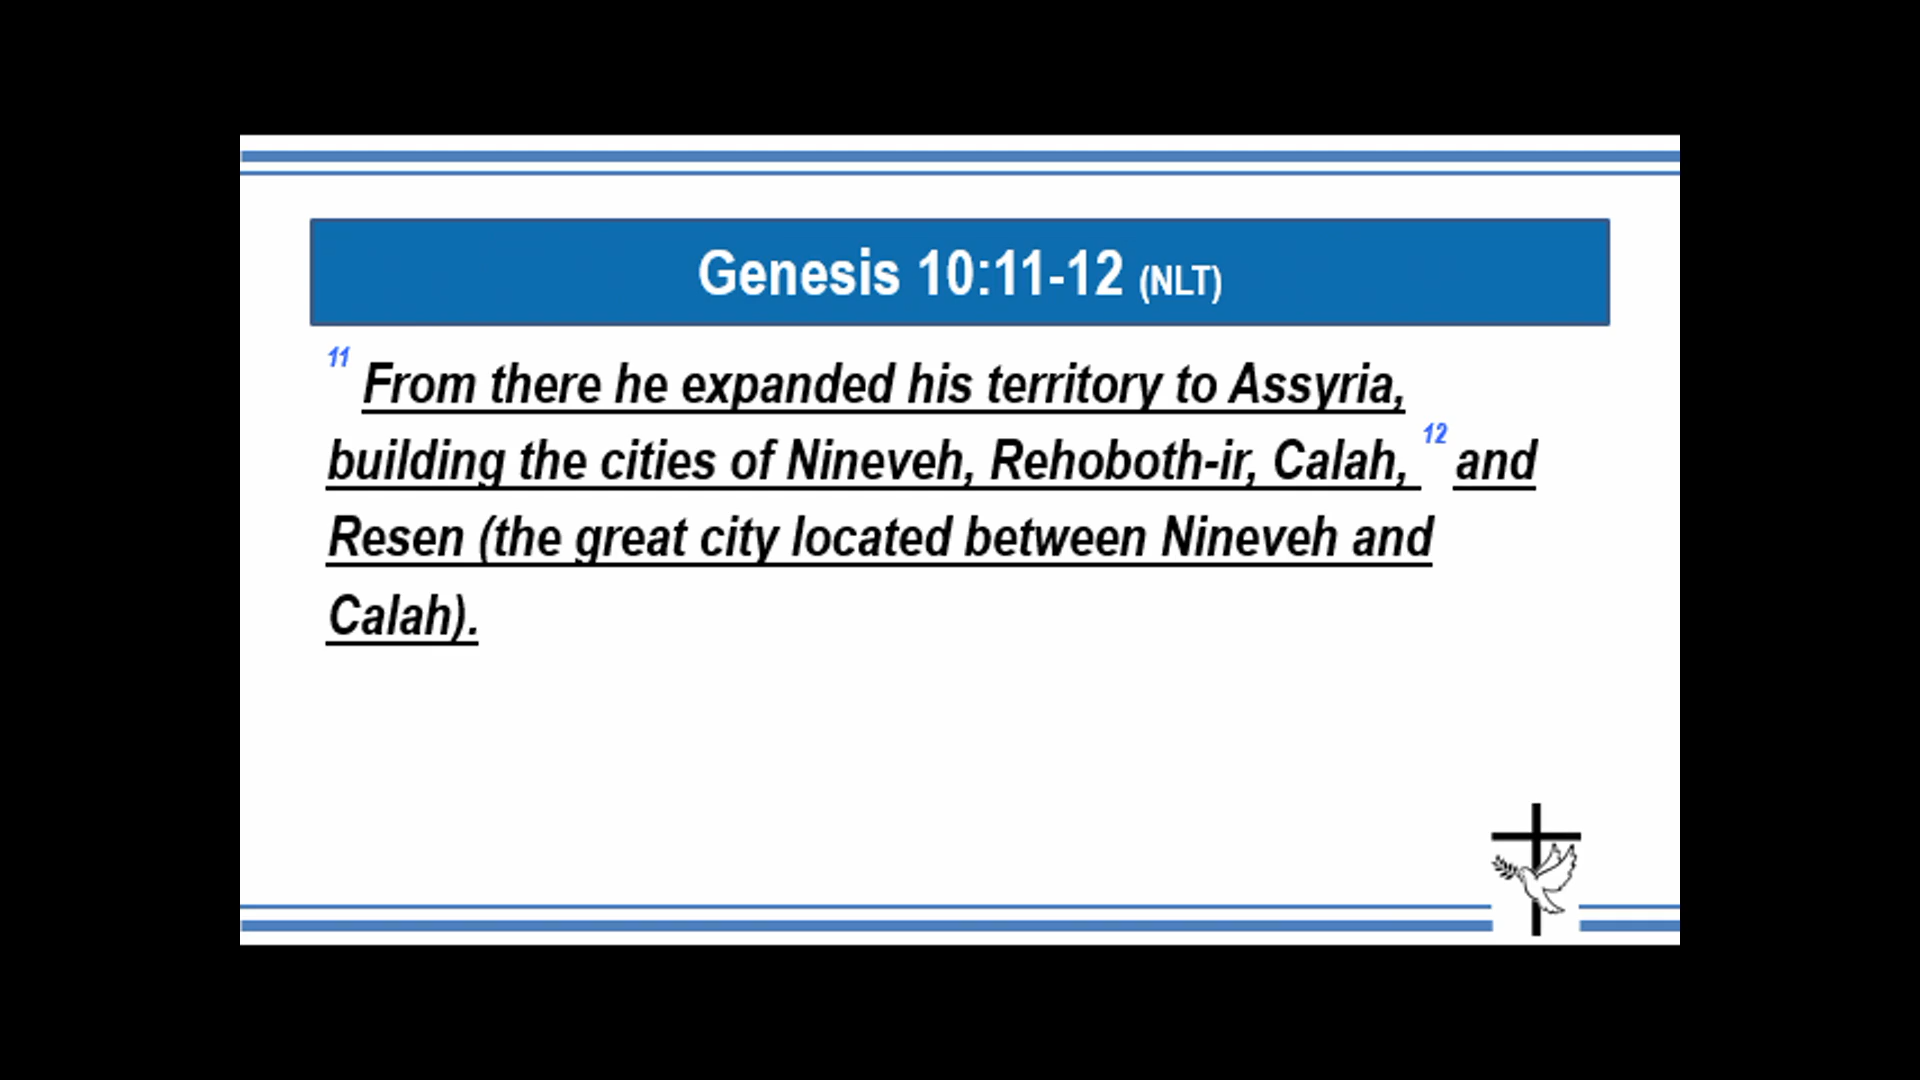 Genesis 10:11-12 (NLT)
11 From there he expanded his territory to Assyria,
building the cities of Nineveh, Rehoboth-ir, Calah, 12 and
Resen (the great city located between Nineveh and
Calah).